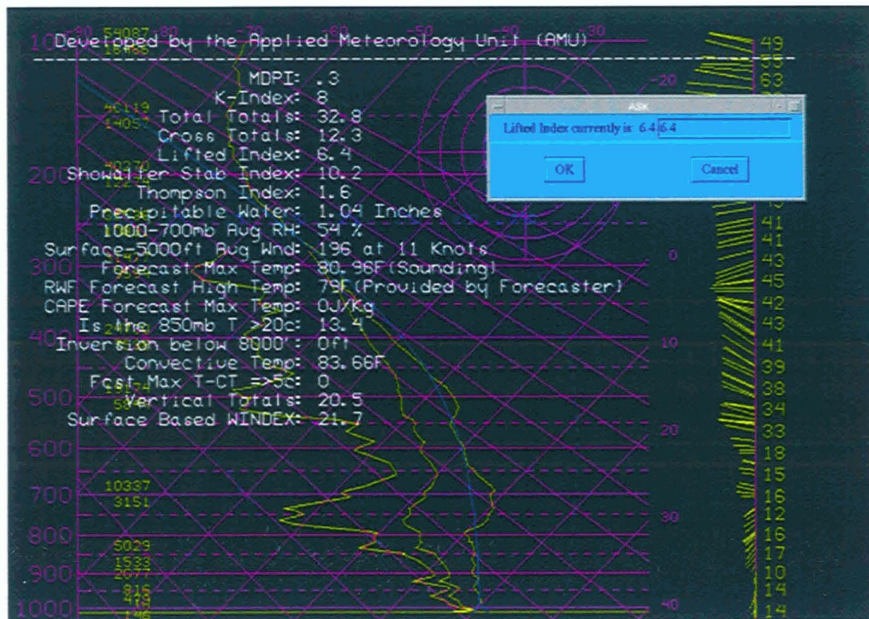 Developed by the Applied Meteorology Unit (AMU)
MDPI: .3
K-Index: 8
Total Totals: 32.8
Cross Totals: 12.3
Lifted Index: 6.4
Showalter Stab Index: 10.2
Thompson Index: 1.6
Precipitable Water: 1.04 Inches
1000-700mb Avg RH: 54 %
Surface-5000ft Avg Wnd: 196 at 11 Knots
Forecast Max Temp: 80.96F(Sounding)
RWF Forecast High Temp: 79F(Provided by Forecaster)
CAPE Forecast Max Temp: 0J/Kg
Is the 850mb T >20c: 13.4
Inversion below 8000': 0ft
Convective Temp: 83.66F
Fcst Max T-CT =>5c: 0
Vertical Totals: 20.5
Surface Based WINDEX: 21.7
ASK
Lifted Index currently is: 6.4 6.4
OK
Cancel
200
300
400
500
600
700
800
900
1000
54087
10337
3151
5029
1533
2077
816
-40
-30
-20
0
10
20
30
40
49
63
41
41
43
45
42
43
41
39
38
34
33
18
15
16
12
16
17
10
14
14